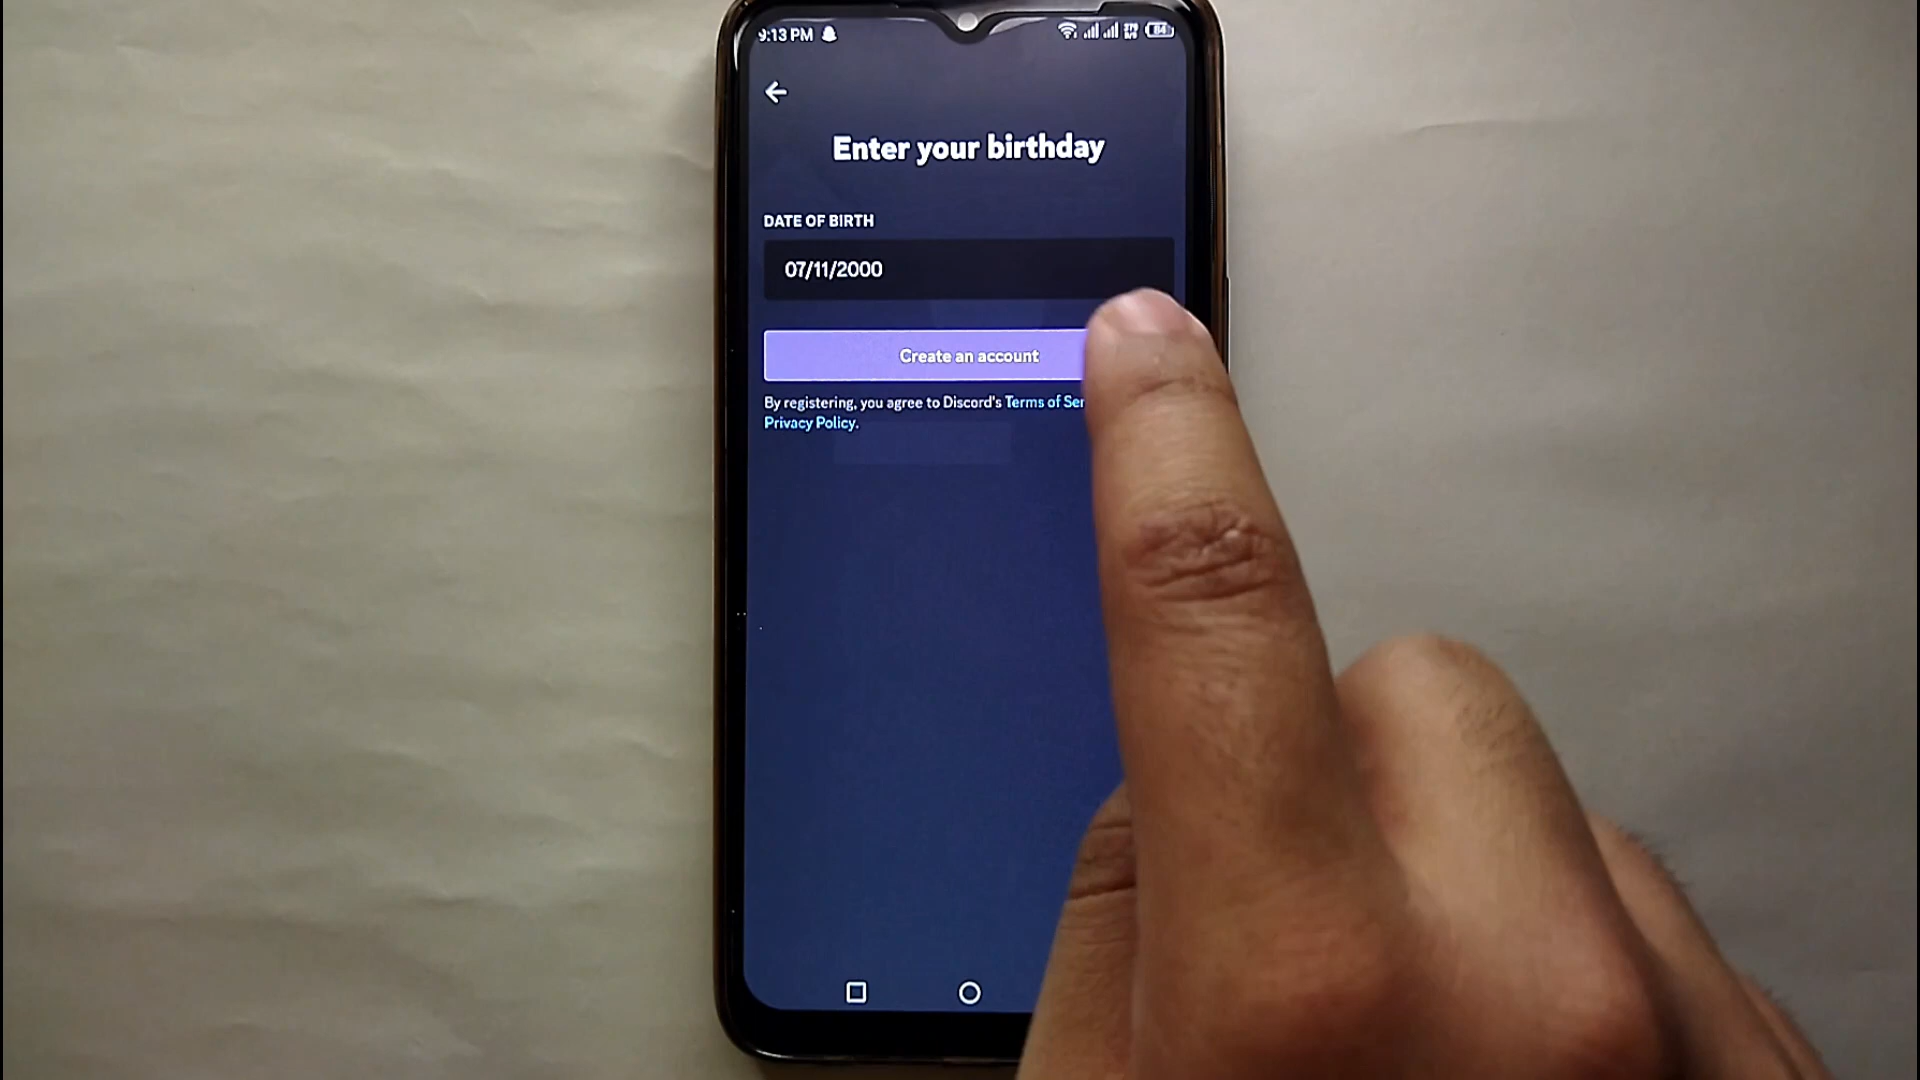 9:13 PM
84
Enter your birthday
DATE OF BIRTH
07/11/2000
Create an account
By registering, you agree to Discord's Terms of
Privacy Policy.